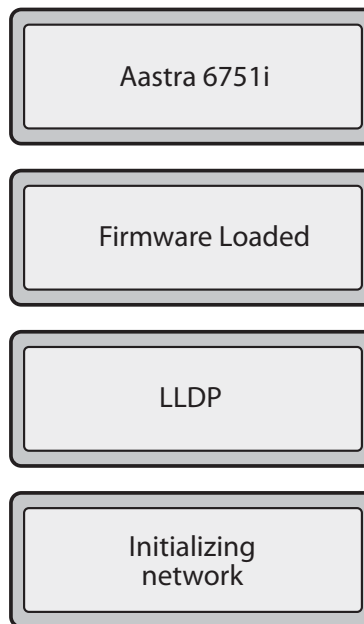 Aastra 6751i
Firmware Loaded
LLDP
Initializing
network